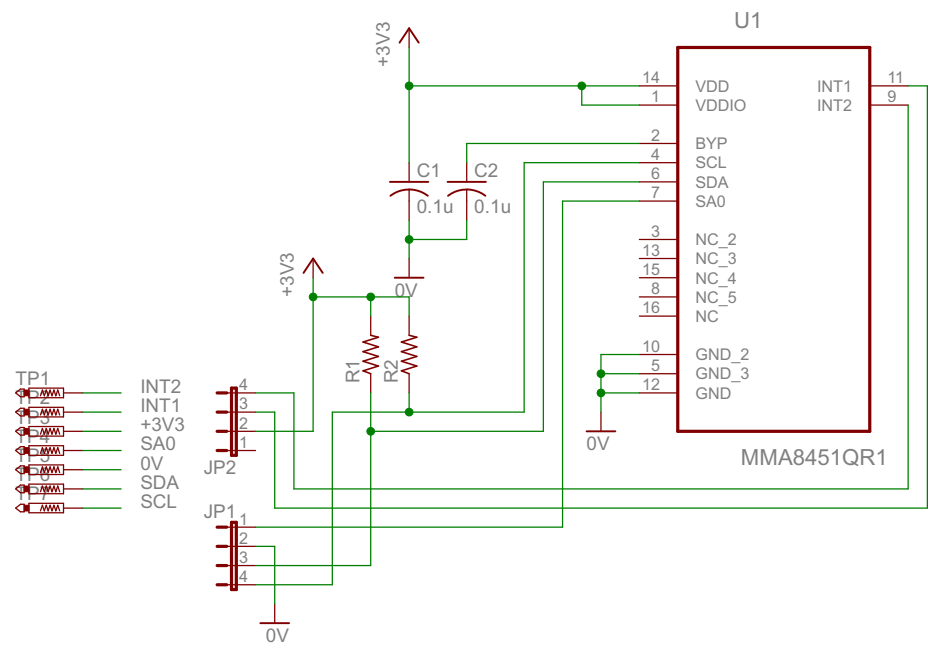 U1
+3V3
14
VDD
INT1
11
1
VDDIO
INT2
9
2
BYP
4
SCL
6
SDA
7
SA0
C1
0.1u
C2
0.1u
3
NC_2
13
NC_3
15
NC_4
8
NC_5
16
NC
+3V3
0V
10
GND_2
5
GND_3
12
GND
0V
R1
R2
TP1
INT2
INT1
+3V3
SA0
0V
SDA
SCL
4
3
2
1
JP2
MMA8451QR1
JP1
1
2
3
4
0V